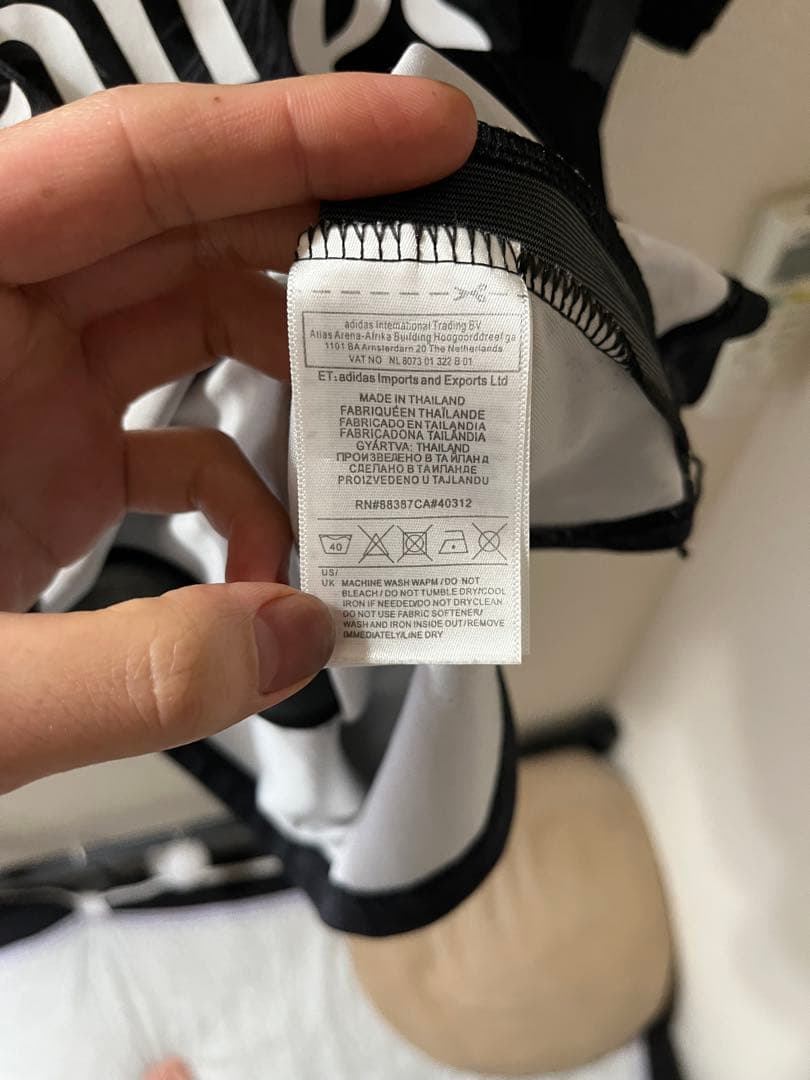 adidas International Trading BV
Atlas Arena-Afrika Building Hoogoorddreef ga
1101 BA Amsterdam 20 The Netherlands
VAT NO NL 8073 01 322 B 01
ET:adidas Imports and Exports Ltd
MADE IN THAILAND
FABRIQUÉEN THAÏLANDE
FABRICADO EN TAILANDIA
FABRICADONA TAILÂNDIA
GYÁRTVA: THAILAND
ПРОИЗВЕДЕНО В ТАЙЛАНД
СДЕЛАНО В ТАИЛАНДЕ
PROIZVEDENO U TAJLANDU
RN#88387CA#40312
40
US/
UK MACHINE WASH WAPM/DO NOT
BLEACH/DO NOT TUMBLE DRY/COOL
IRON IF NEEDED/DO NOT DRYCLEAN
DO NOT USE FABRIC SOFTENER/
WASH AND IRON INSIDE OUT/REMOVE
IMMEDIATELY/LINE DRY